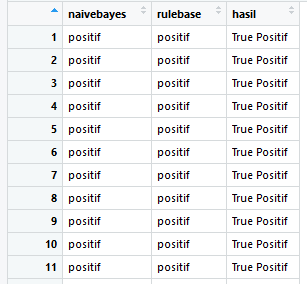 naivebayes rulebase hasil
1 positif positif True Positif
2 positif positif True Positif
3 positif positif True Positif
4 positif positif True Positif
5 positif positif True Positif
6 positif positif True Positif
7 positif positif True Positif
8 positif positif True Positif
9 positif positif True Positif
10 positif positif True Positif
11 positif positif True Positif